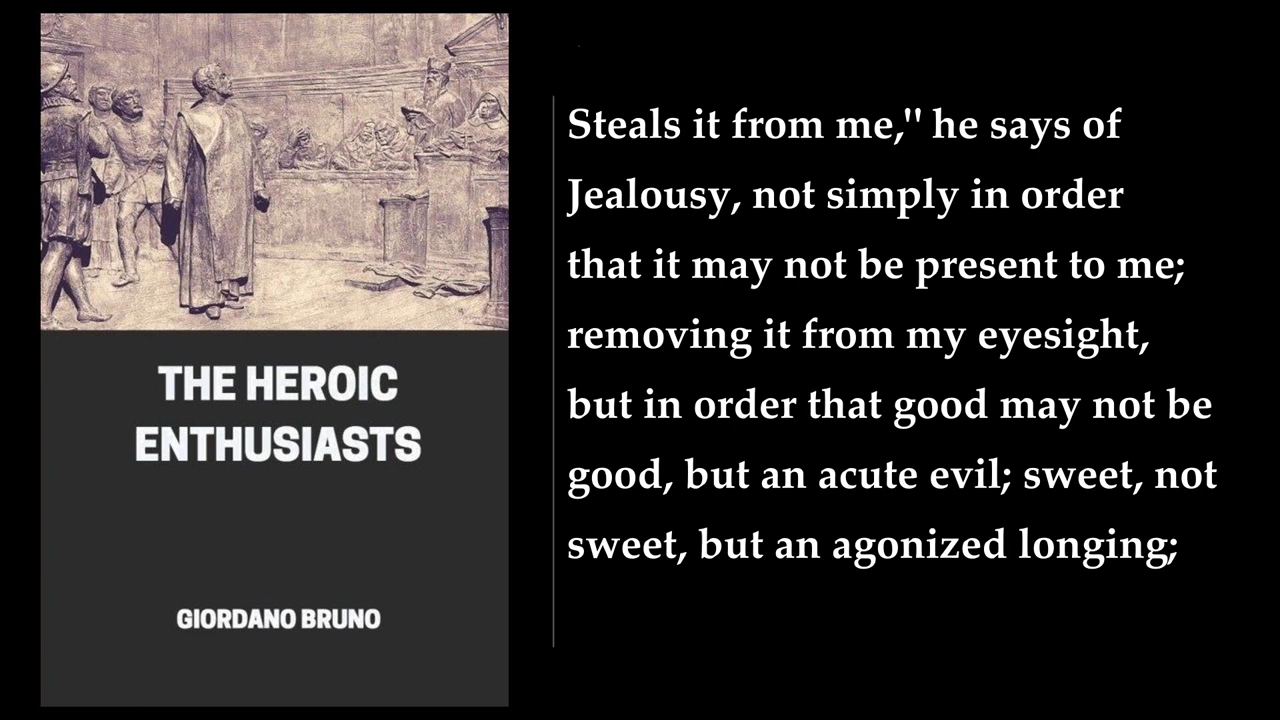 THE HEROIC
ENTHUSIASTS
GIORDANO BRUNO
Steals it from me," he says of
Jealousy, not simply in order
that it may not be present to me;
removing it from my eyesight,
but in order that good may not be
good, but an acute evil; sweet, not
sweet, but an agonized longing;